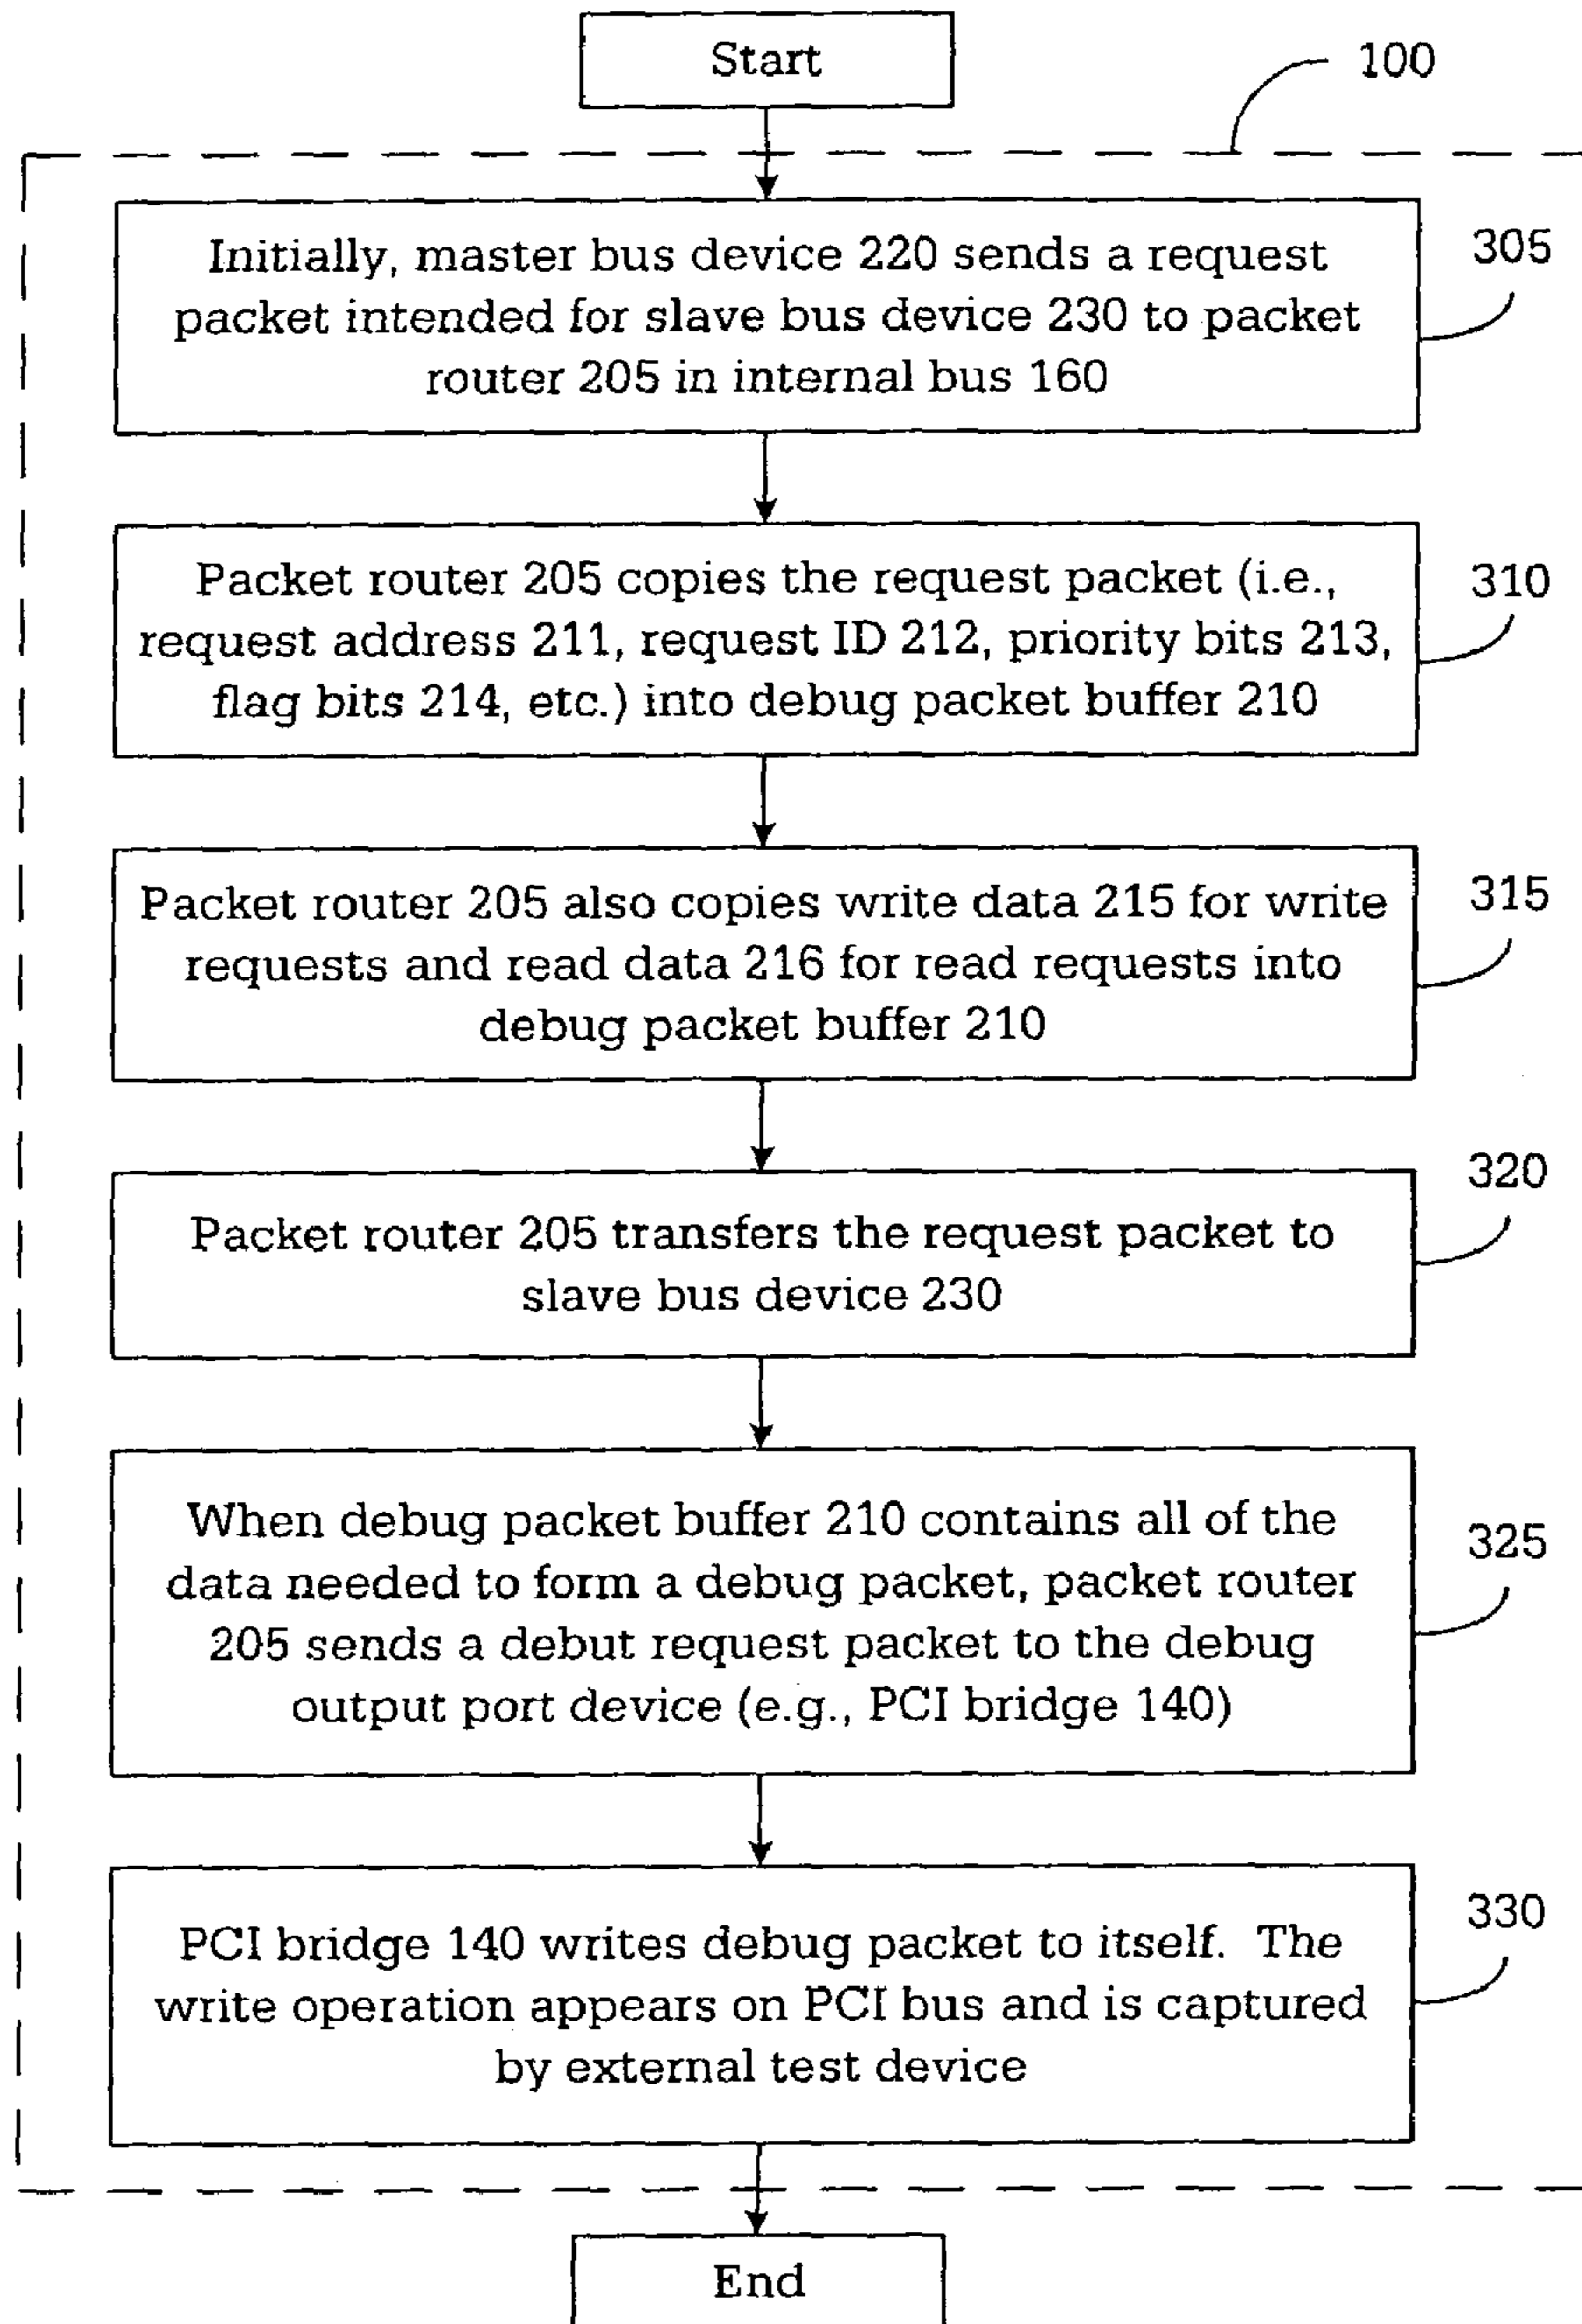 Start
100
Initially, master bus device 220 sends a request
packet intended for slave bus device 230 to packet
router 205 in internal bus 160
305
Packet router 205 copies the request packet (i.e.,
request address 211, request ID 212, priority bits 213,
flag bits 214, etc.) into debug packet buffer 210
310
Packet router 205 also copies write data 215 for write
requests and read data 216 for read requests into
debug packet buffer 210
315
Packet router 205 transfers the request packet to
slave bus device 230
320
When debug packet buffer 210 contains all of the
data needed to form a debug packet, packet router
205 sends a debut request packet to the debug
output port device (e.g., PCI bridge 140)
325
PCI bridge 140 writes debug packet to itself.  The
write operation appears on PCI bus and is captured
by external test device
330
End